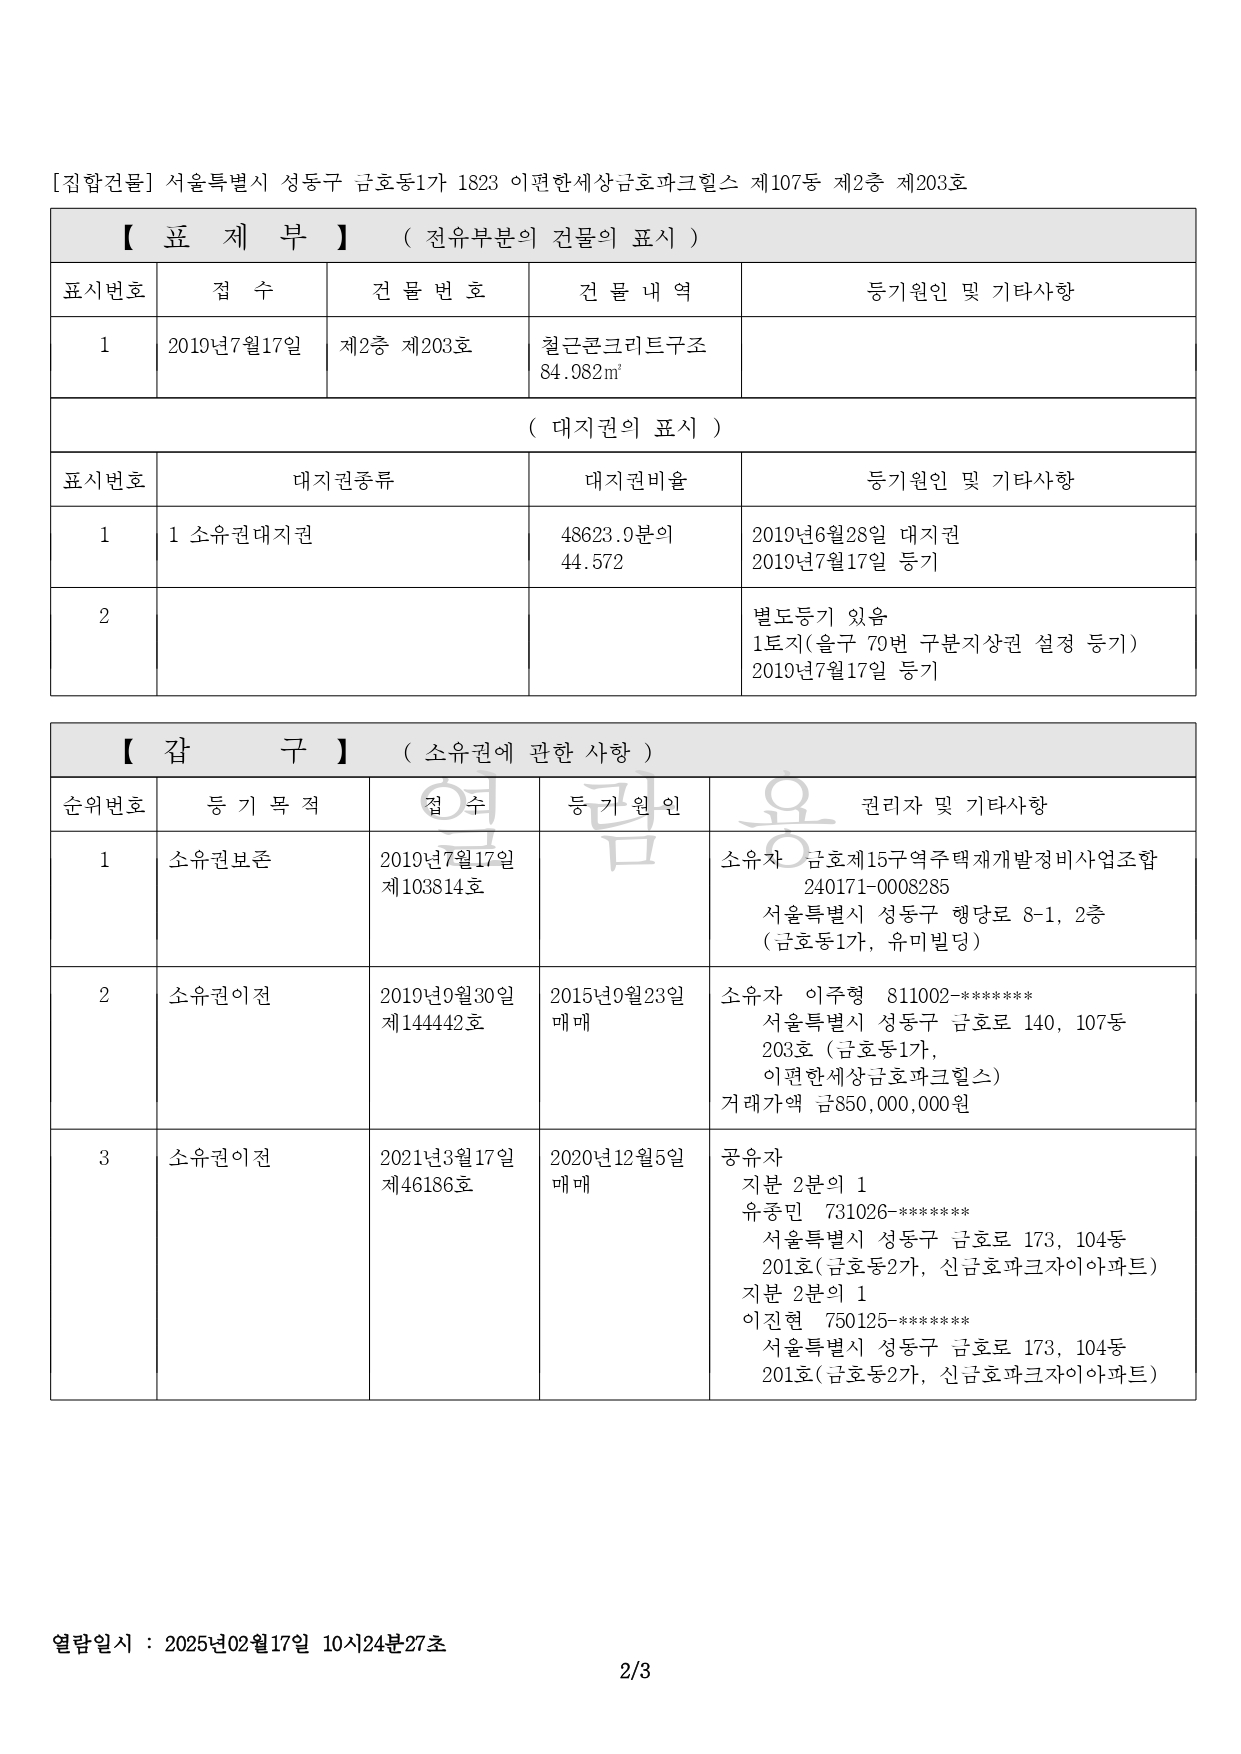 [집합건물] 서울특별시 성동구 금호동1가 1823 이편한세상금호파크힐스 제107동 제2층 제203호
【 표 제 부 】 ( 전유부분의 건물의 표시 )
표시번호 접 수 건 물 번 호 건 물 내 역 등기원인 및 기타사항
1 2019년7월17일 제2층 제203호 철근콘크리트구조
84.982㎡
( 대지권의 표시 )
표시번호 대지권종류 대지권비율 등기원인 및 기타사항
1 1 소유권대지권 48623.9분의 2019년6월28일 대지권
44.572 2019년7월17일 등기
2 별도등기 있음
1토지(을구 79번 구분지상권 설정 등기)
2019년7월17일 등기
【 갑 구 】 ( 소유권에 관한 사항 )
열 람 용
순위번호 등 기 목 적 접 수 등 기 원 인 권리자 및 기타사항
1 소유권보존 2019년7월17일 소유자 금호제15구역주택재개발정비사업조합
제103814호 240171-0008285
서울특별시 성동구 행당로 8-1, 2층
(금호동1가, 유미빌딩)
2 소유권이전 2019년9월30일 2015년9월23일 소유자 이주형 811002-*******
제144442호 매매 서울특별시 성동구 금호로 140, 107동
203호 (금호동1가,
이편한세상금호파크힐스)
거래가액 금850,000,000원
3 소유권이전 2021년3월17일 2020년12월5일 공유자
제46186호 매매 지분 2분의 1
유종민 731026-*******
서울특별시 성동구 금호로 173, 104동
201호(금호동2가, 신금호파크자이아파트)
지분 2분의 1
이진현 750125-*******
서울특별시 성동구 금호로 173, 104동
201호(금호동2가, 신금호파크자이아파트)
열람일시 : 2025년02월17일 10시24분27초
2/3